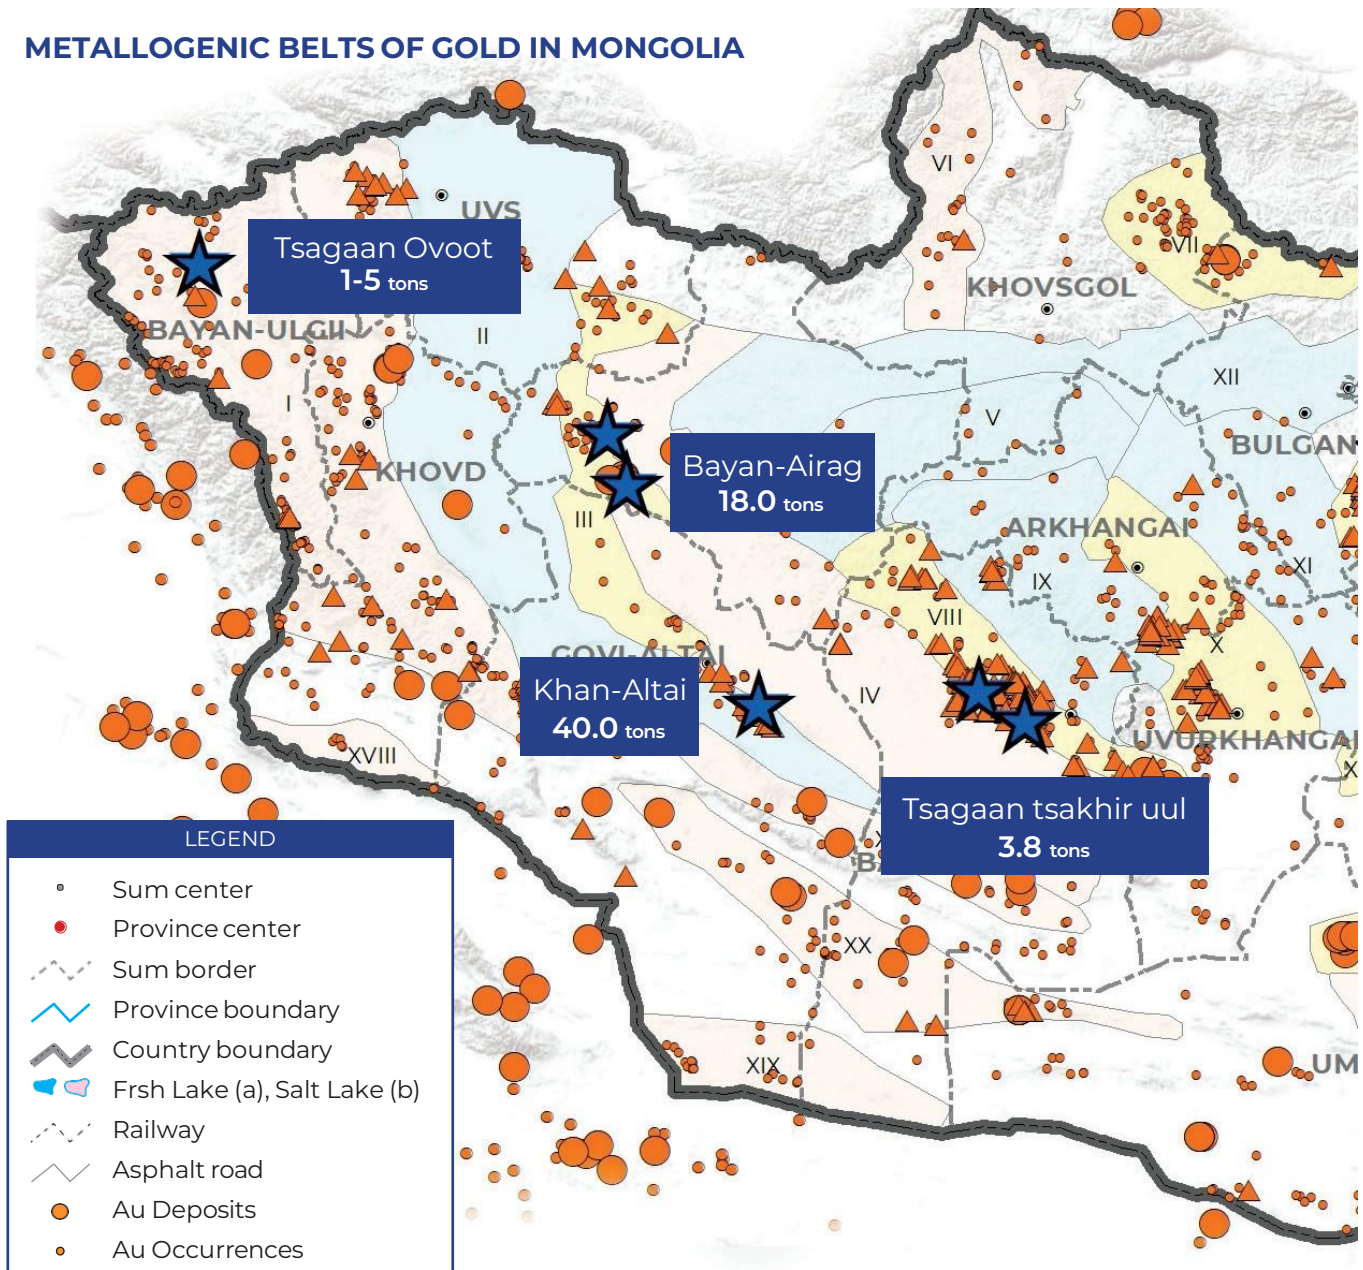 METALLOGENIC BELTS OF GOLD IN MONGOLIA
VI
UVS
VII
Tsagaan Ovoot
1-5 tons
KHOVSGOL
BAYAN-ULGII
II
XII
I
V
BULGAN
KHOVD
Bayan-Airag
18.0 tons
III
ARKHANGAI
XI
IX
VIII
X
GOVI-ALTAI
Khan-Altai
40.0 tons
IV
UVURKHANGAI
XVIII
X
Tsagaan tsakhir uul
3.8 tons
X
B
XX
XIX
UM
LEGEND
Sum center
Province center
Sum border
Province boundary
Country boundary
Frsh Lake (a), Salt Lake (b)
Railway
Asphalt road
Au Deposits
Au Occurrences